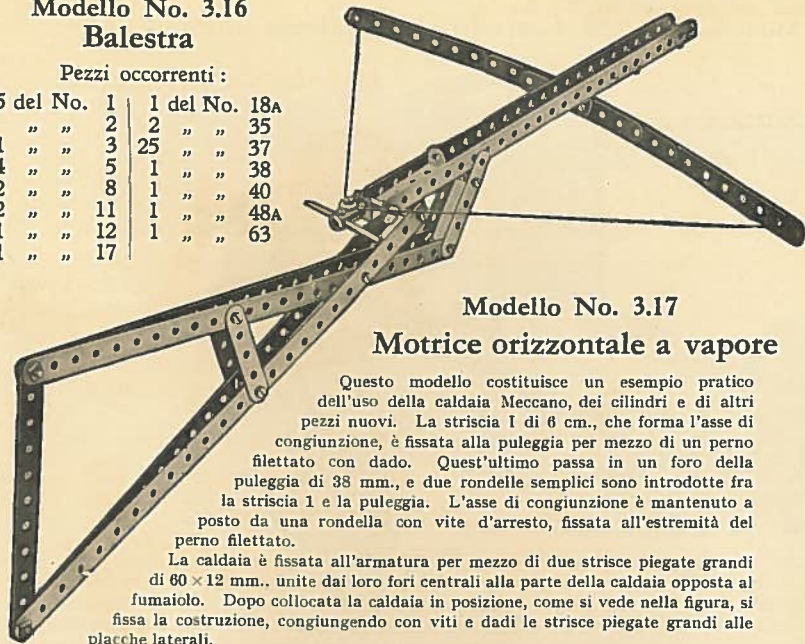 Modello No. 3.16
Balestra
Pezzi occorrenti :
5 del No. 1 1 del No. 18A
„ „ 2 2 „ „ 35
1 „ „ 3 25 „ „ 37
4 „ „ 5 1 „ „ 38
2 „ „ 8 1 „ „ 40
2 „ „ 11 1 „ „ 48A
1 „ „ 12 1 „ „ 63
1 „ „ 17
Modello No. 3.17
Motrice orizzontale a vapore
Questo modello costituisce un esempio pratico
dell'uso della caldaia Meccano, dei cilindri e di altri
pezzi nuovi. La striscia I di 6 cm., che forma l'asse di
congiunzione, è fissata alla puleggia per mezzo di un perno
filettato con dado. Quest'ultimo passa in un foro della
puleggia di 38 mm., e due rondelle semplici sono introdotte fra
la striscia 1 e la puleggia. L'asse di congiunzione è mantenuto a
posto da una rondella con vite d'arresto, fissata all'estremità del
perno filettato.
La caldaia è fissata all'armatura per mezzo di due strisce piegate grandi
di 60 × 12 mm., unite dai loro fori centrali alla parte della caldaia opposta al
fumaiolo. Dopo collocata la caldaia in posizione, come si vede nella figura, si
fissa la costruzione, congiungendo con viti e dadi le strisce piegate grandi alle
placche laterali.